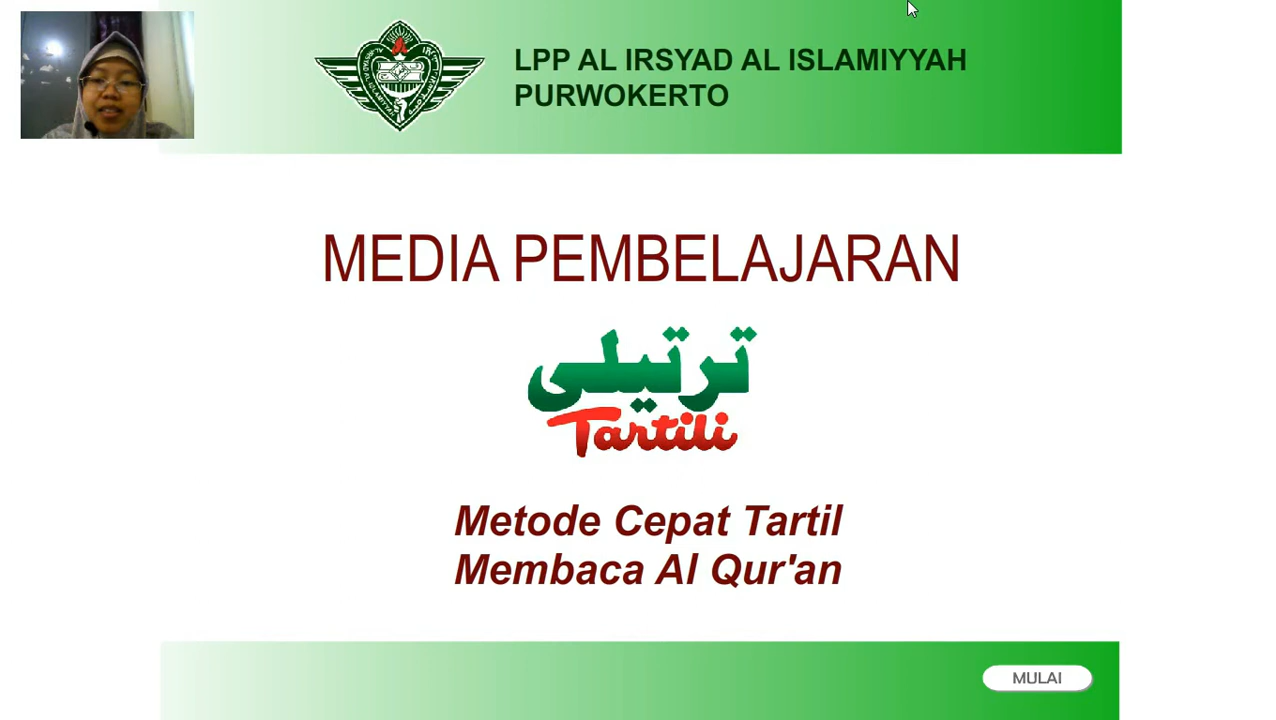 LPP AL IRSYAD AL ISLAMIYYAH
PURWOKERTO
MEDIA PEMBELAJARAN
ترتيلى
Tartili
Metode Cepat Tartil
Membaca Al Qur'an
MULAI